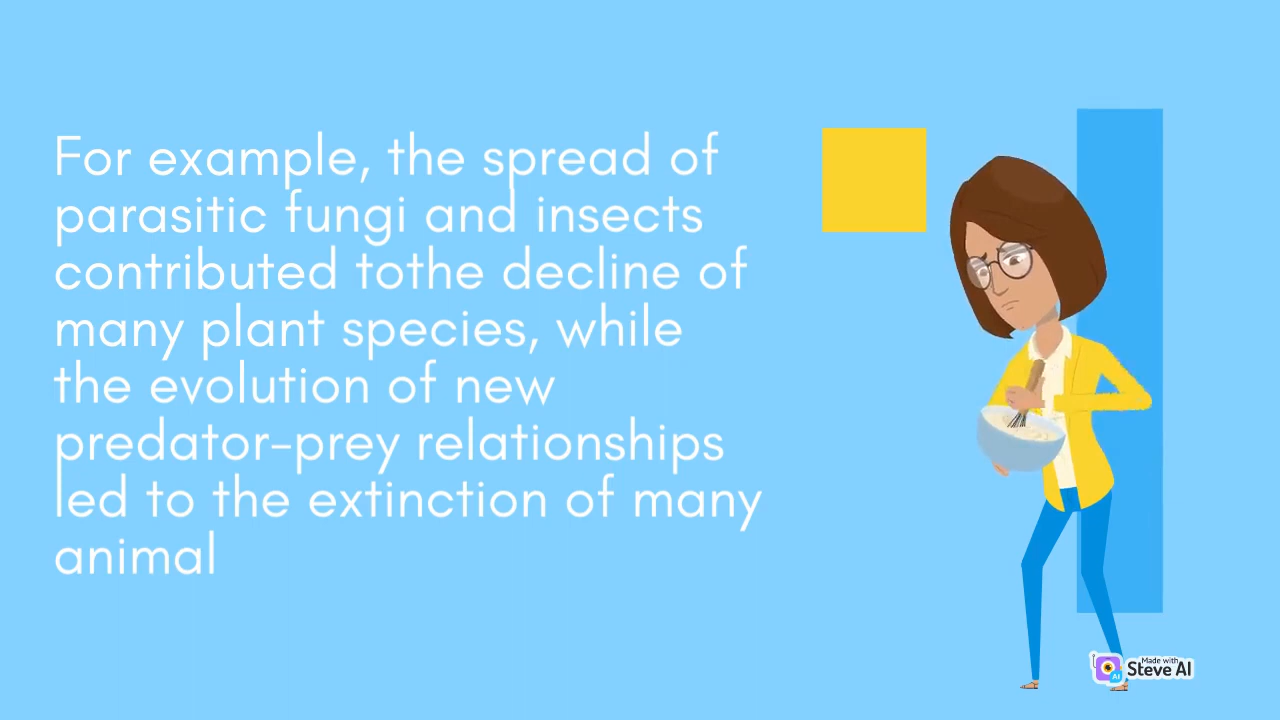 For example, the spread of
parasitic fungi and insects
contributed tothe decline of
many plant species, while
the evolution of new
predator-prey relationships
led to the extinction of many
animal
Made with
Steve AI
AI